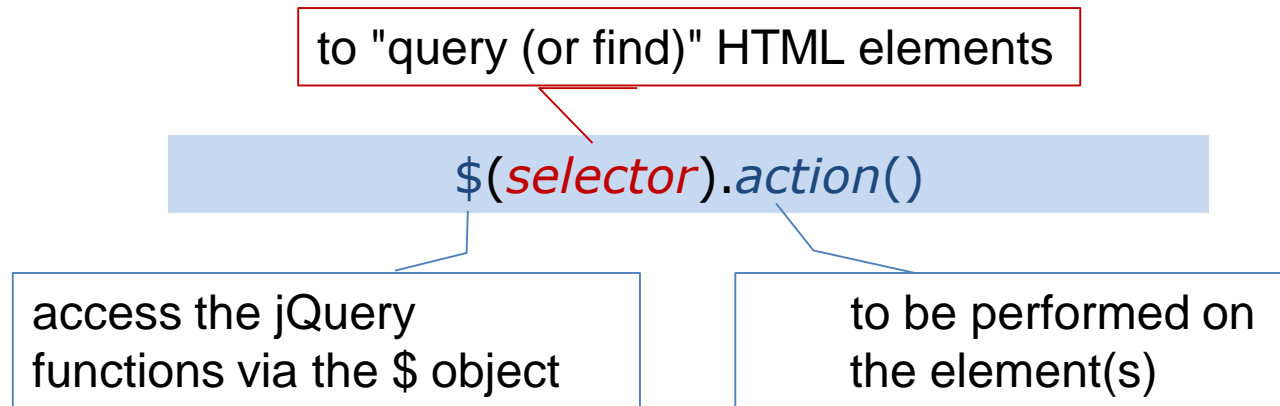 to "query (or find)" HTML elements
$(selector).action()
access the jQuery
functions via the $ object
to be performed on
the element(s)